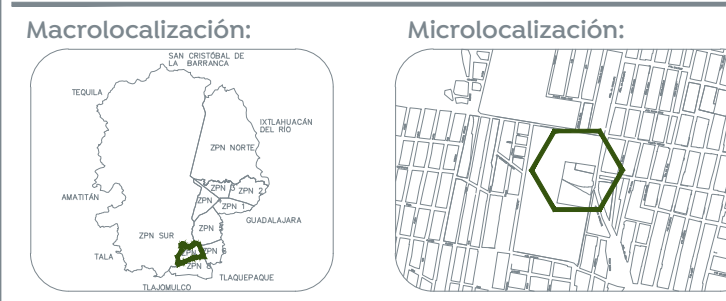 Macrolocalización:
Microlocalización:
SAN CRISTÓBAL DE
LA BARRANCA
TEQUILA
IXTLAHUACÁN
DEL RÍO
ZPN NORTE
ZPN 3
ZPN 2
ZPN 4
ZPN 1
AMATITÁN
GUADALAJARA
ZPN
ZPN SUR
ZPN 6
TALA
ZPN
TLAQUEPAQUE
TLAJOMULCO